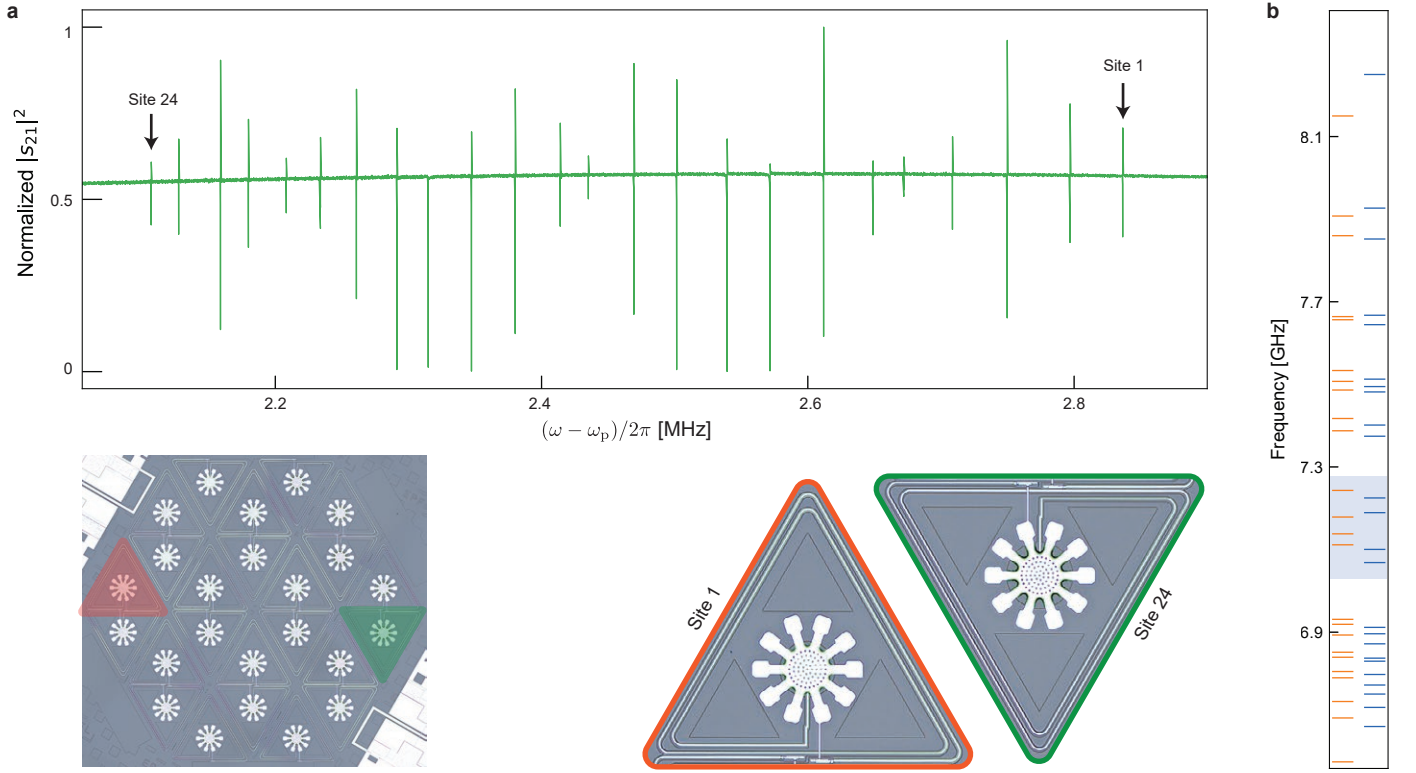 a
Normalized |s₂₁|²
1
0.5
0
Site 24
Site 1
2.2
2.4
2.6
2.8
(ω − ωₚ)/2π [MHz]
Site 1
Site 24
b
Frequency [GHz]
8.1
7.7
7.3
6.9